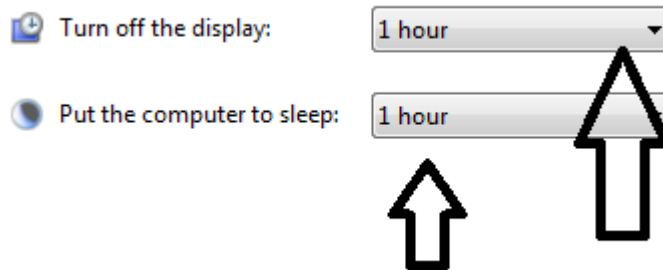 Turn off the display: 1 hour
Put the computer to sleep: 1 hour